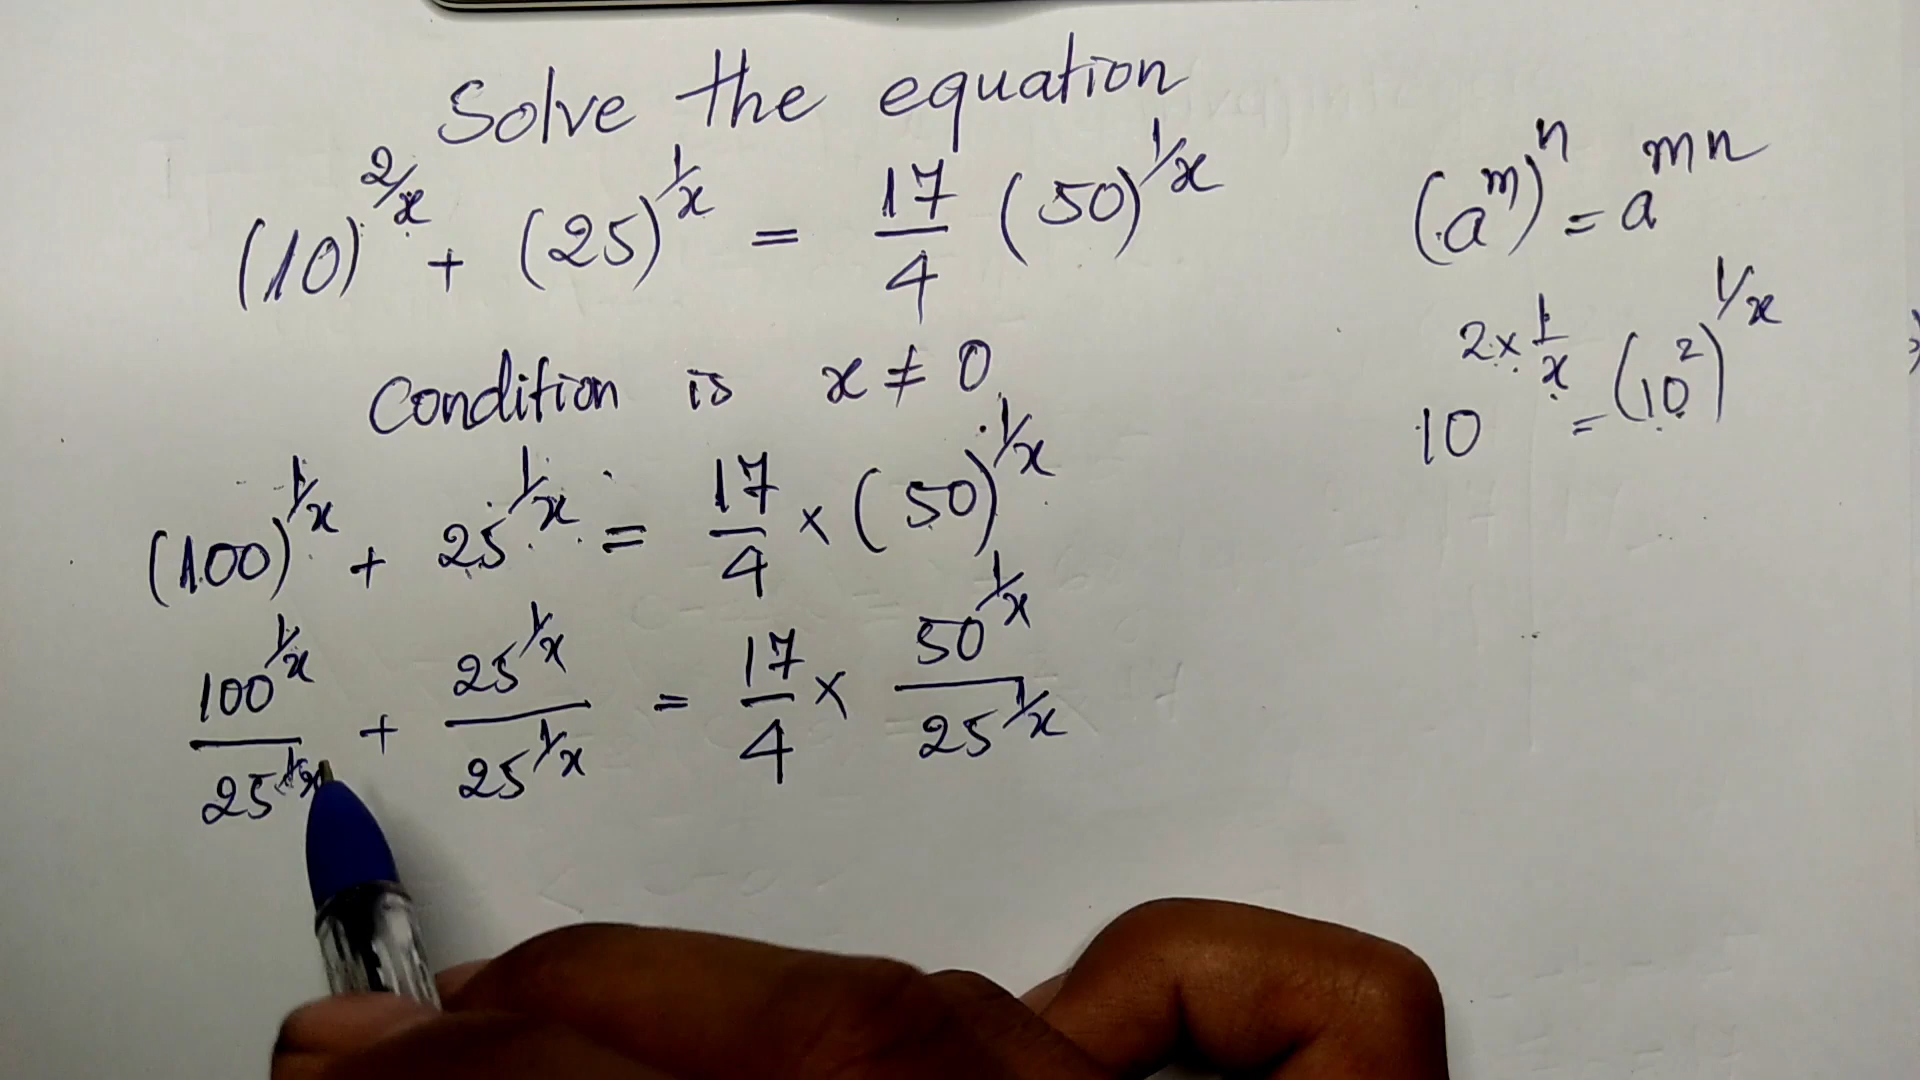 Solve the equation
(10)^{2/x} + (25)^{1/x} = 17/4 (50)^{1/x}
Condition is x ≠ 0
(100)^{1/x} + 25^{1/x} = 17/4 × (50)^{1/x}
100^{1/x}/25^{1/x} + 25^{1/x}/25^{1/x} = 17/4 × 50^{1/x}/25^{1/x}
(a^m)^n = a^{mn}
10^{2×1/x} = (10^2)^{1/x}